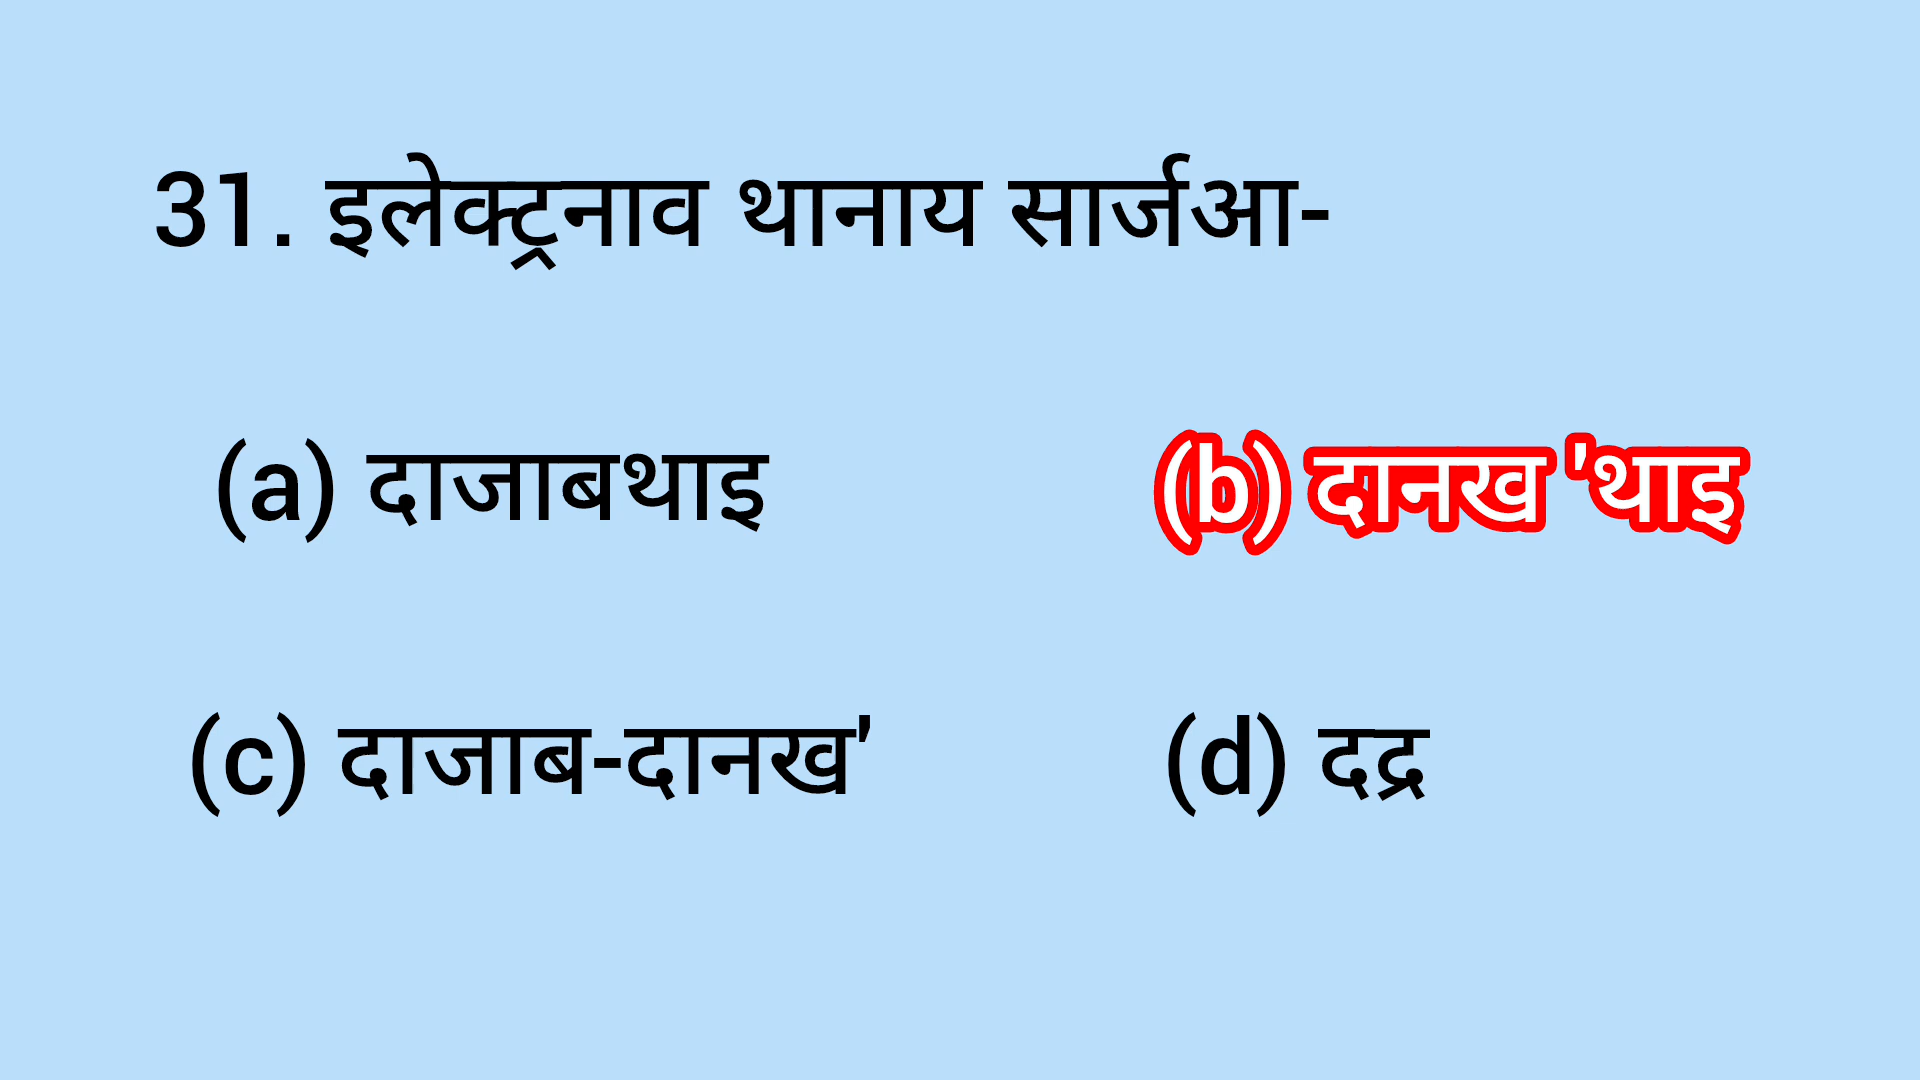 31. इलेक्ट्रनाव थानाय सार्जआ-
(a) दाजाबथाइ (b) दानख'थाइ
(c) दाजाब-दानख' (d) दद्र